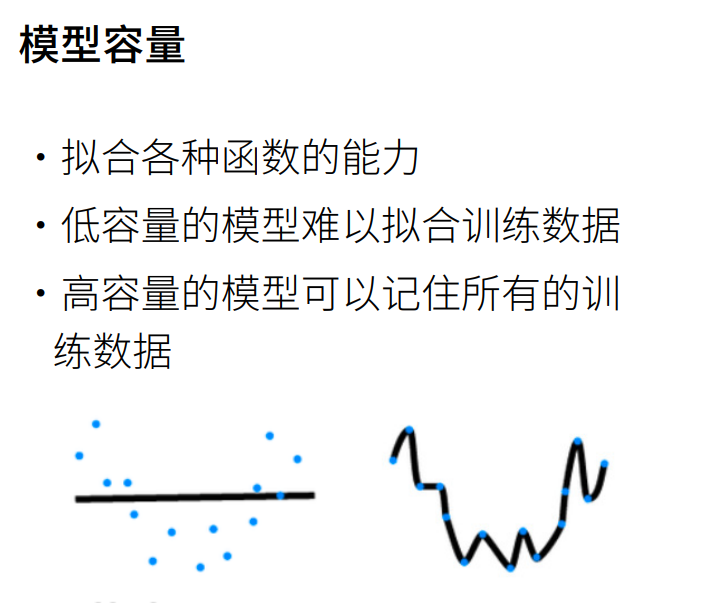 模型容量
• 拟合各种函数的能力
• 低容量的模型难以拟合训练数据
• 高容量的模型可以记住所有的训
练数据